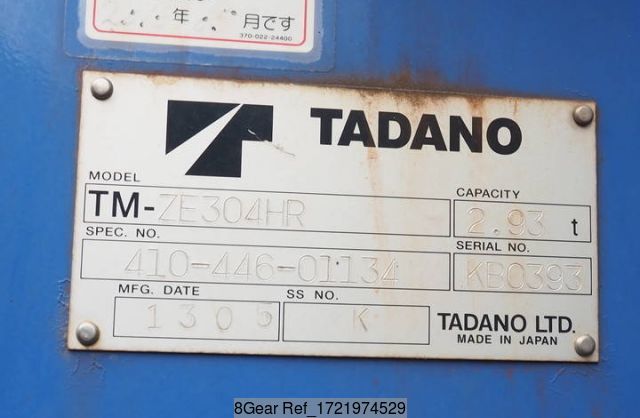 年 月です
370-022-24400
TADANO
MODEL
TM-ZE304HR
CAPACITY
2.93 t
SPEC. NO.
410-446-01134
SERIAL NO.
KB0393
MFG. DATE
1305
SS NO.
K
TADANO LTD.
MADE IN JAPAN
8Gear Ref_1721974529